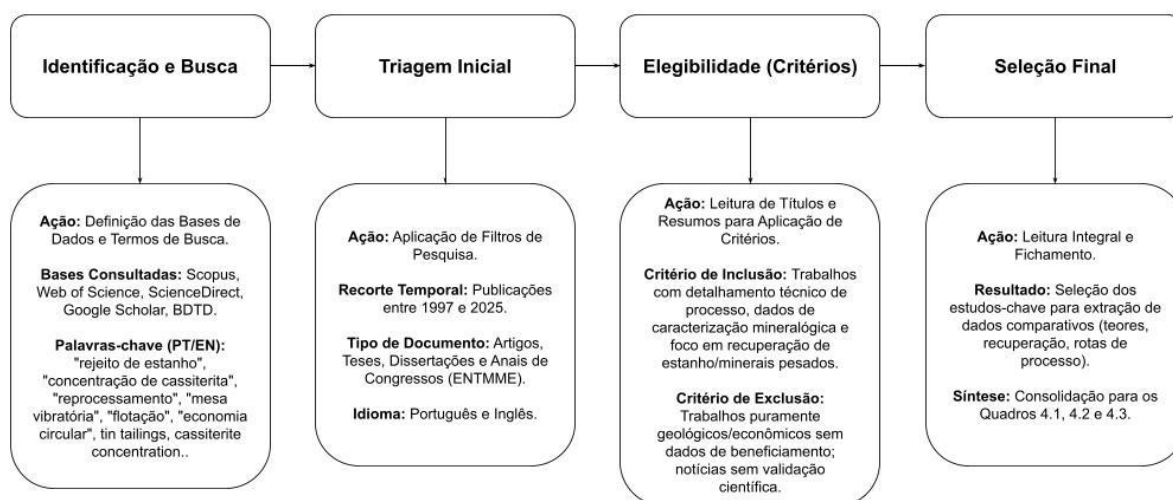 Identificação e Busca
Triagem Inicial
Elegibilidade (Critérios)
Seleção Final
Ação: Definição das Bases de
Dados e Termos de Busca.
Bases Consultadas: Scopus,
Web of Science, ScienceDirect,
Google Scholar, BDTD.
Palavras-chave (PT/EN):
"rejeito de estanho",
"concentração de cassiterita",
"reprocessamento", "mesa
vibratória", "flotação", "economia
circular", tin tailings, cassiterite
concentration..
Ação: Aplicação de Filtros de
Pesquisa.
Recorte Temporal: Publicações
entre 1997 e 2025.
Tipo de Documento: Artigos,
Teses, Dissertações e Anais de
Congressos (ENTMME).
Idioma: Português e Inglês.
Ação: Leitura de Títulos e
Resumos para Aplicação de
Critérios.
Critério de Inclusão: Trabalhos
com detalhamento técnico de
processo, dados de
caracterização mineralógica e
foco em recuperação de
estanho/minerais pesados.
Critério de Exclusão:
Trabalhos puramente
geológicos/econômicos sem
dados de beneficiamento;
notícias sem validação
científica.
Ação: Leitura Integral e
Fichamento.
Resultado: Seleção dos
estudos-chave para extração de
dados comparativos (teores,
recuperação, rotas de
processo).
Síntese: Consolidação para os
Quadros 4.1, 4.2 e 4.3.